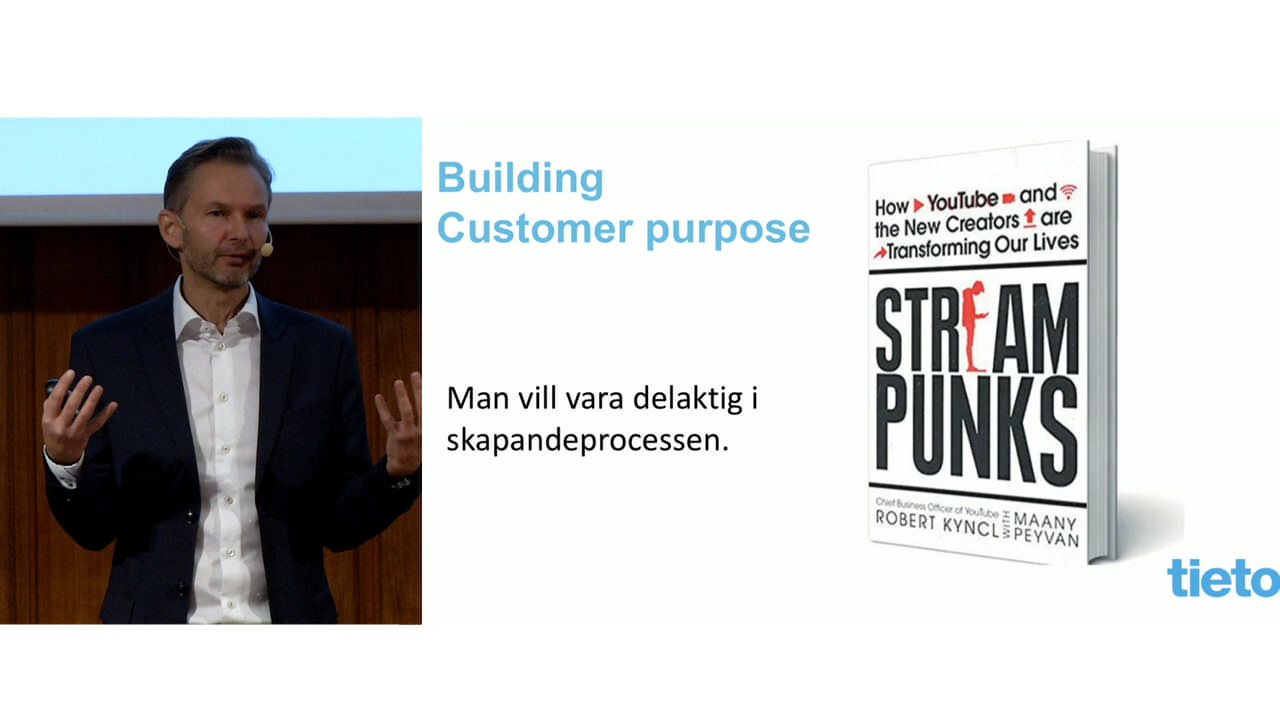 Building
Customer purpose
Man vill vara delaktig i
skapandeprocessen.
How YouTube and
the New Creators are
Transforming Our Lives
STREAM
PUNKS
Chief Business Officer of YouTube
ROBERT KYNCL WITH MAANY PEYVAN
tieto